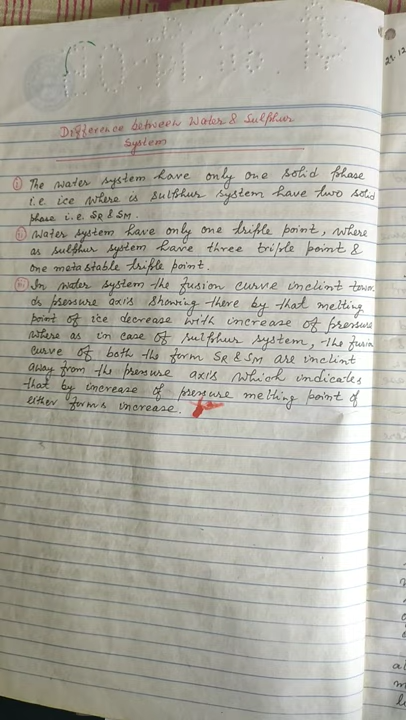 Difference between Water & Sulphur
System
(i) The water system have only one solid phase
i.e. ice where is sulphur system have two solid
phase i.e. SR & SM.
(ii) Water system have only one triple point, where
as sulphur system have three triple point &
one metastable triple point.
(iii) In water system the fusion curve inclint towar
ds pressure axis showing there by that melting
point of ice decrease with increase of pressure
where as in case of sulphur system, the fusion
curve of both the form SR & SM are inclint
away from the pressure axis which indicates
that by increase of pressure melting point of
either forms increase.